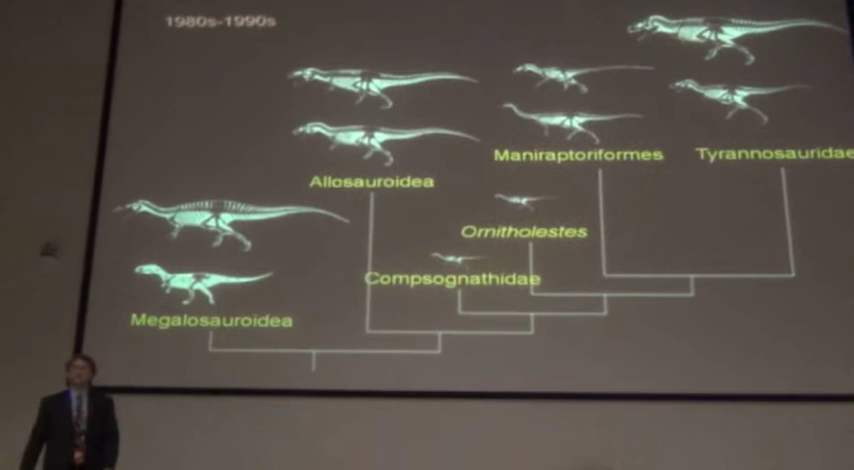 1980s-1990s
Maniraptoriformes
Tyrannosauridae
Allosauroidea
Ornitholestes
Compsognathidae
Megalosauroidea